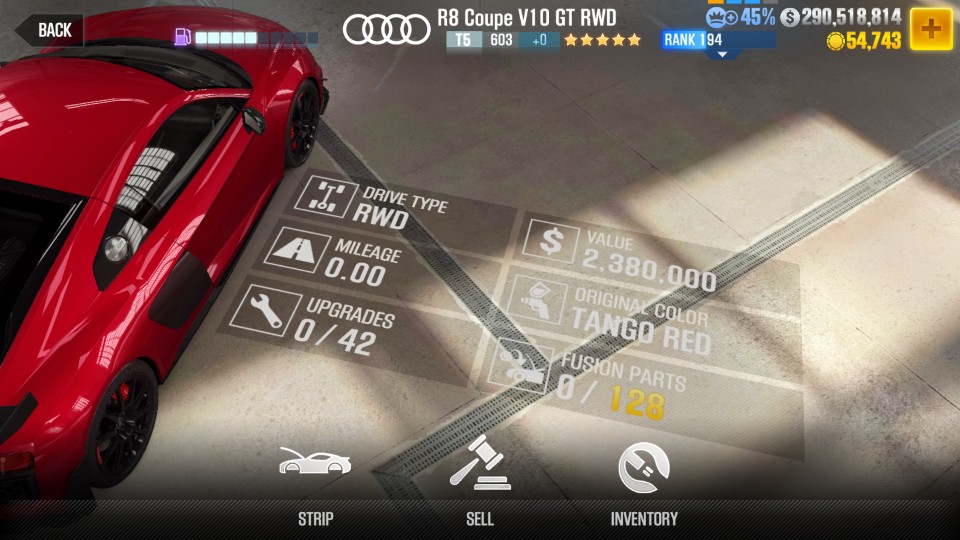 BACK
R8 Coupe V10 GT RWD
T5 603 +0
45% 290,518,814
RANK 194
54,743
DRIVE TYPE
RWD
MILEAGE
0.00
UPGRADES
0/42
VALUE
2,380,000
ORIGINAL COLOR
TANGO RED
FUSION PARTS
0/128
STRIP
SELL
INVENTORY